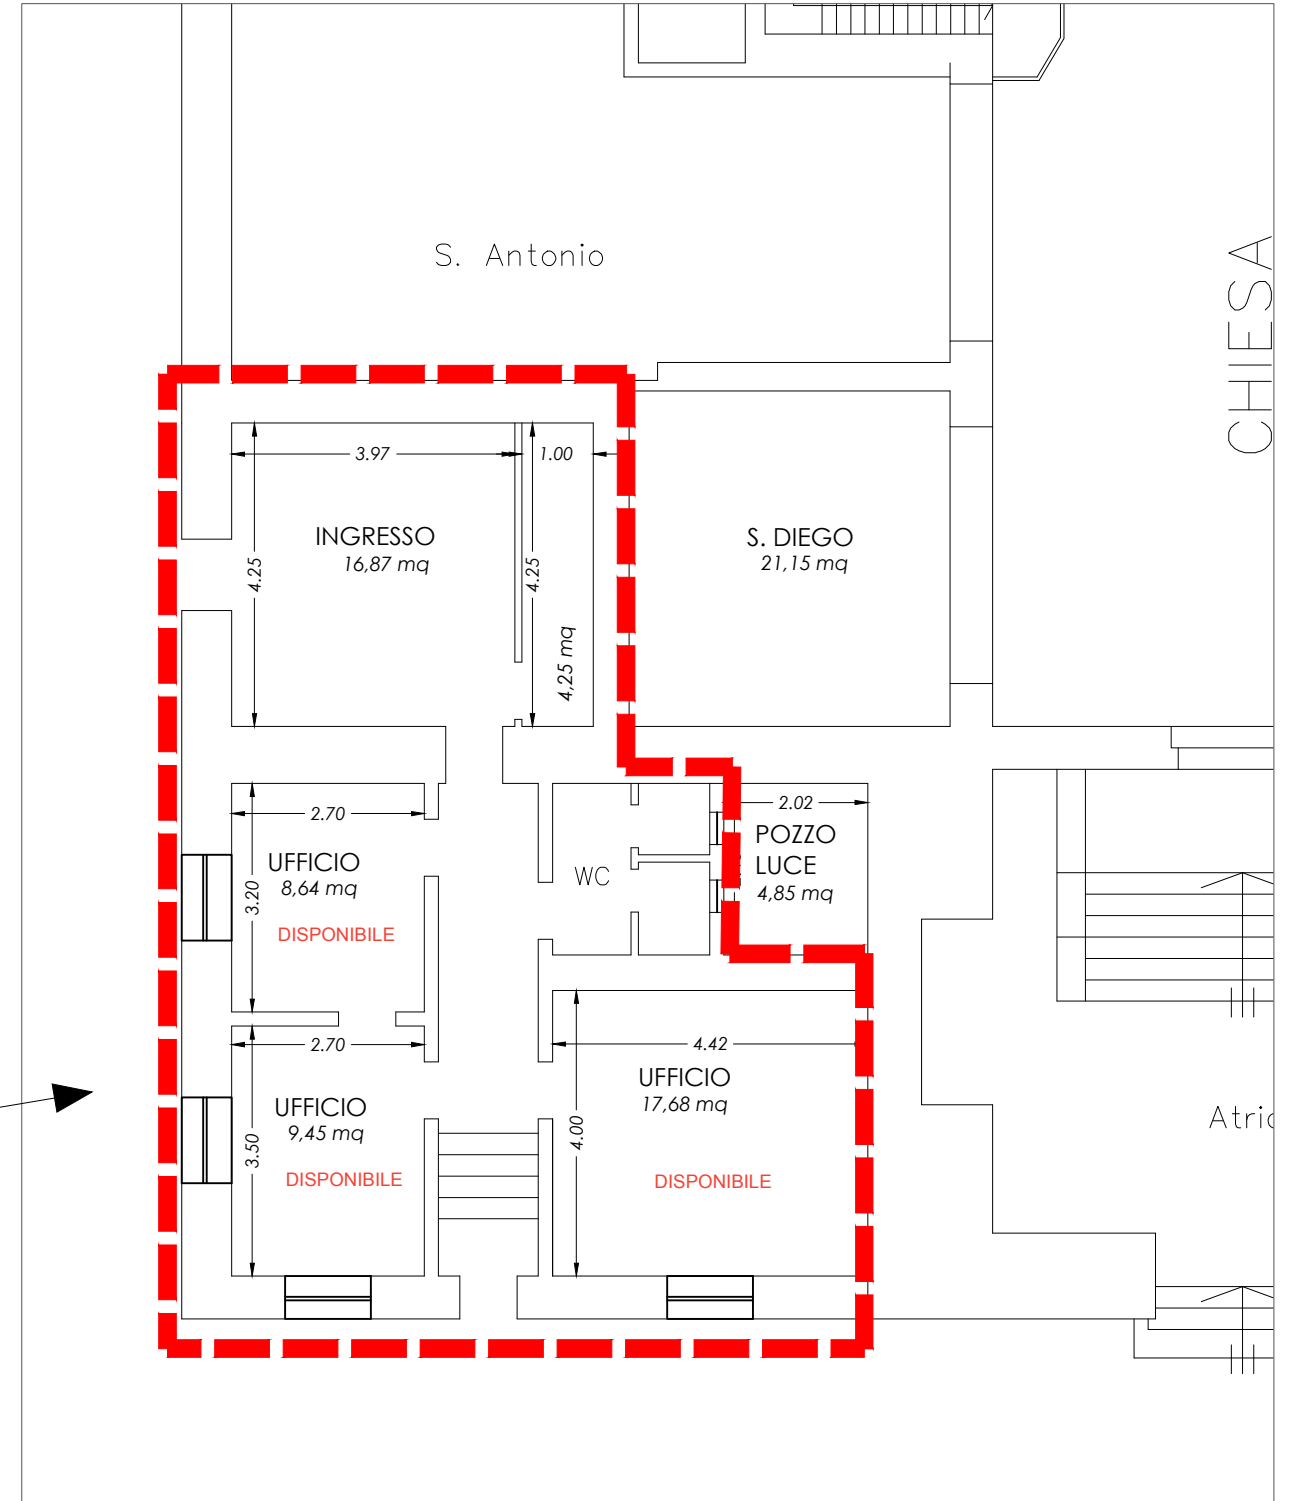 S. Antonio
CHIESA
3.97
1.00
INGRESSO
16,87 mq
4.25
4.25
4,25 mq
S. DIEGO
21,15 mq
2.70
2.02
POZZO
LUCE
4,85 mq
UFFICIO
8,64 mq
3.20
DISPONIBILE
WC
2.70
4.42
UFFICIO
17,68 mq
UFFICIO
9,45 mq
3.50
4.00
DISPONIBILE
DISPONIBILE